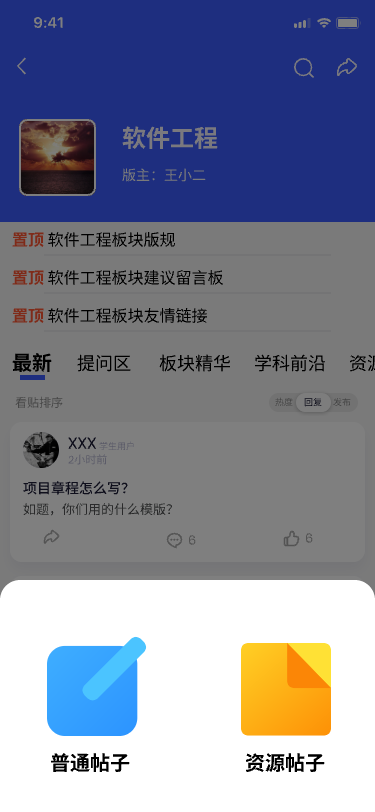 9:41
软件工程
版主：王小二
置顶 软件工程板块版规
置顶 软件工程板块建议留言板
置顶 软件工程板块友情链接
最新 提问区 板块精华 学科前沿 资源
看贴排序 热度 回复 发布
XXX 学生用户
2小时前
项目章程怎么写？
如题，你们用的什么模版？
6 6
普通帖子 资源帖子